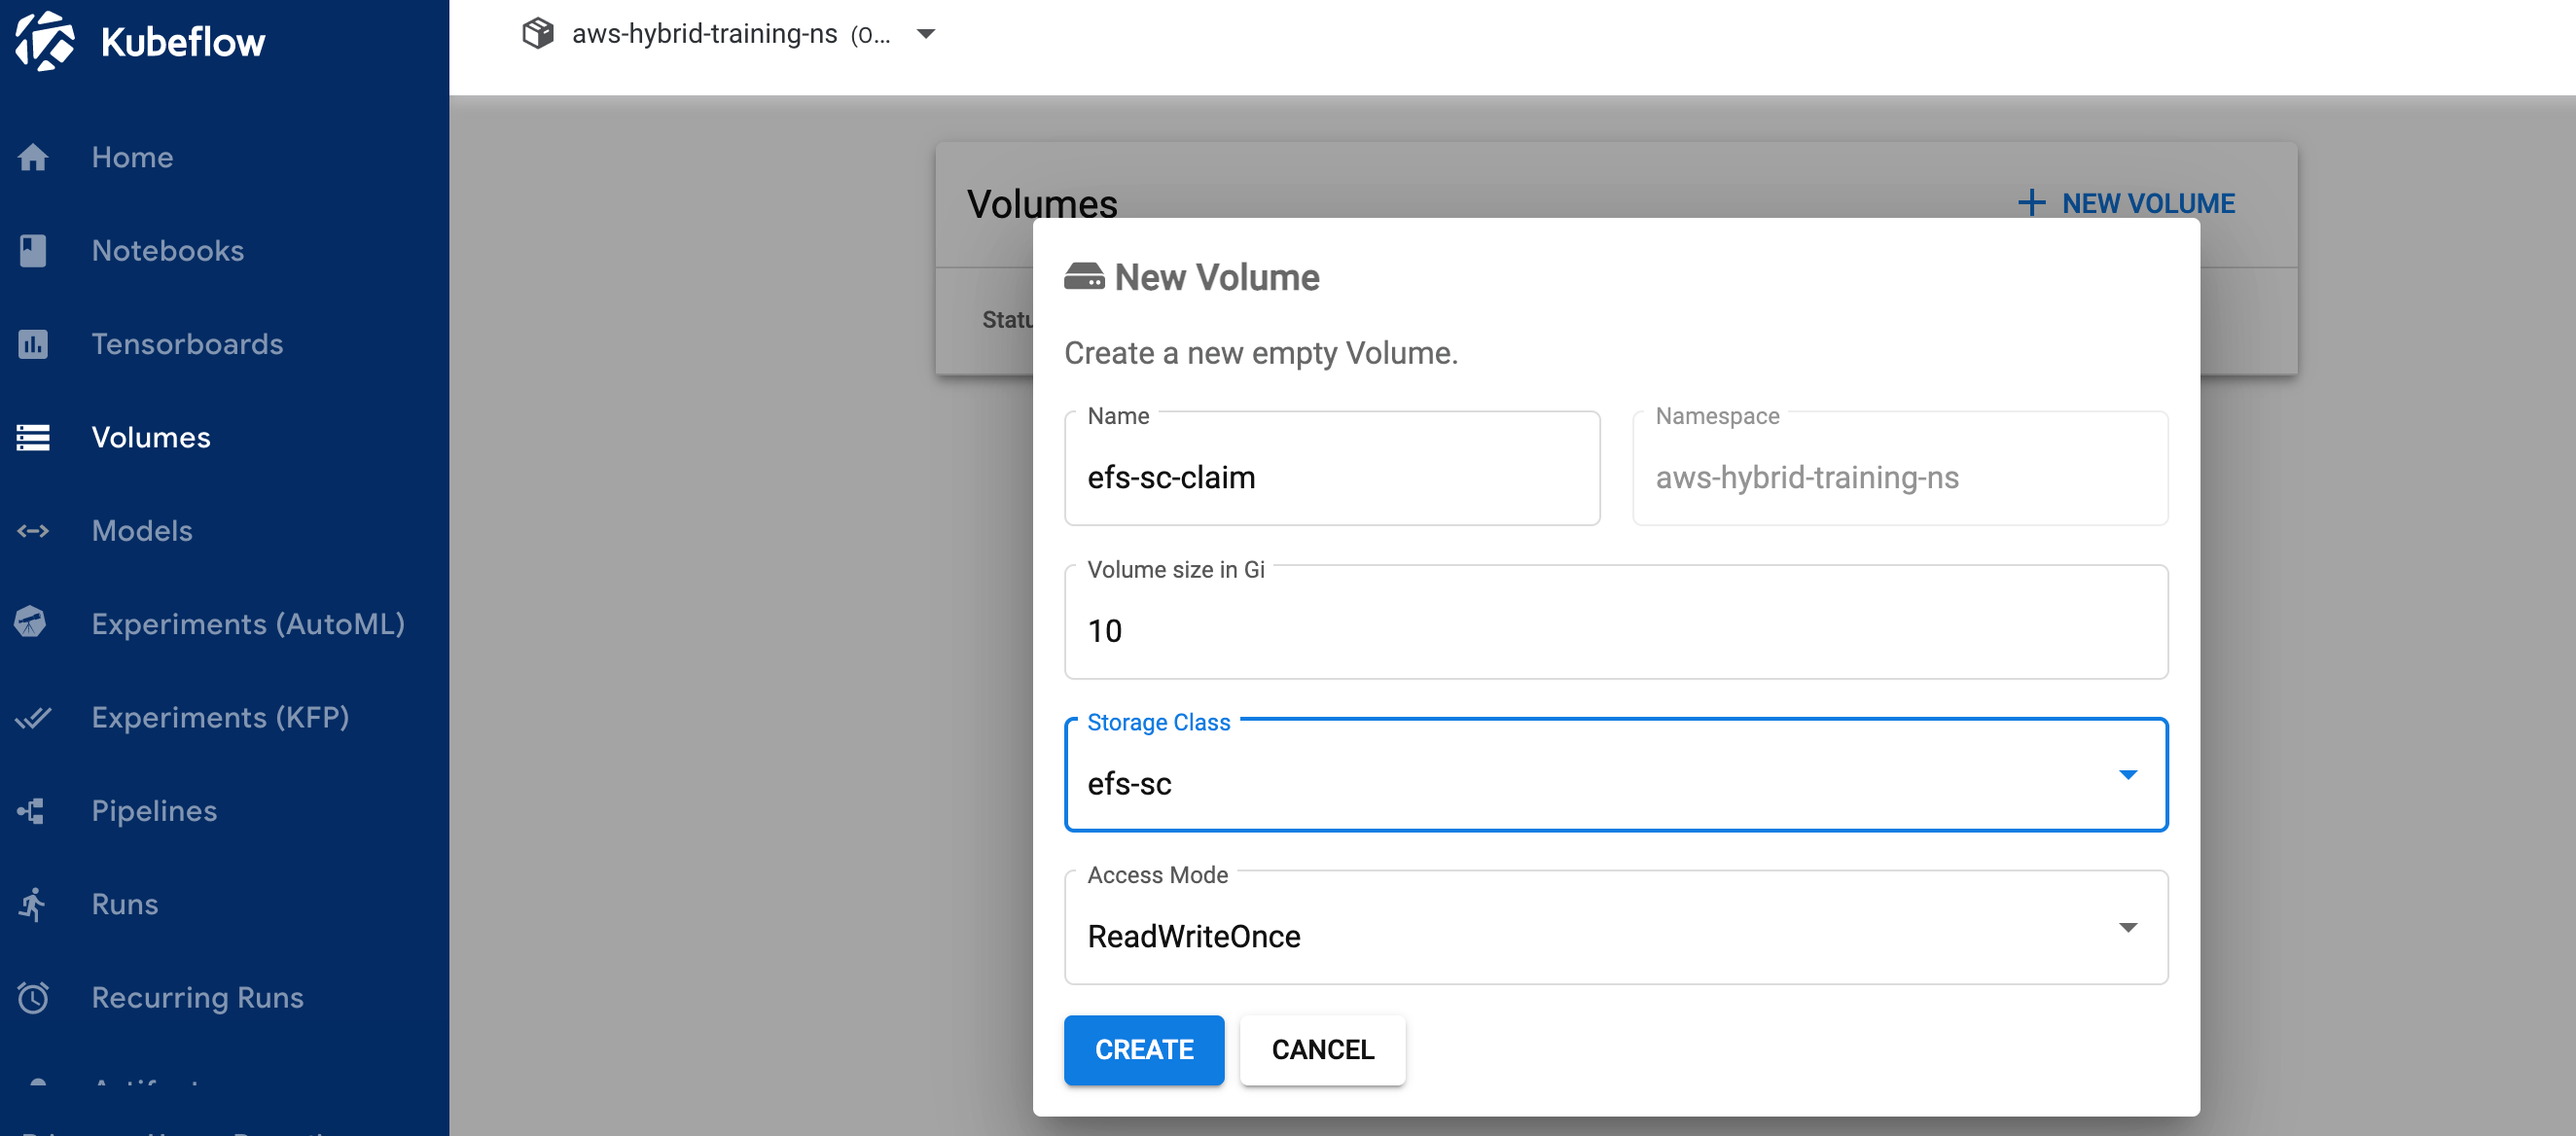 Kubeflow
aws-hybrid-training-ns (O...
Home
Notebooks
Tensorboards
Volumes
Models
Experiments (AutoML)
Experiments (KFP)
Pipelines
Runs
Recurring Runs
Volumes
NEW VOLUME
Statu
New Volume
Create a new empty Volume.
Name
efs-sc-claim
Namespace
aws-hybrid-training-ns
Volume size in Gi
10
Storage Class
efs-sc
Access Mode
ReadWriteOnce
CREATE
CANCEL